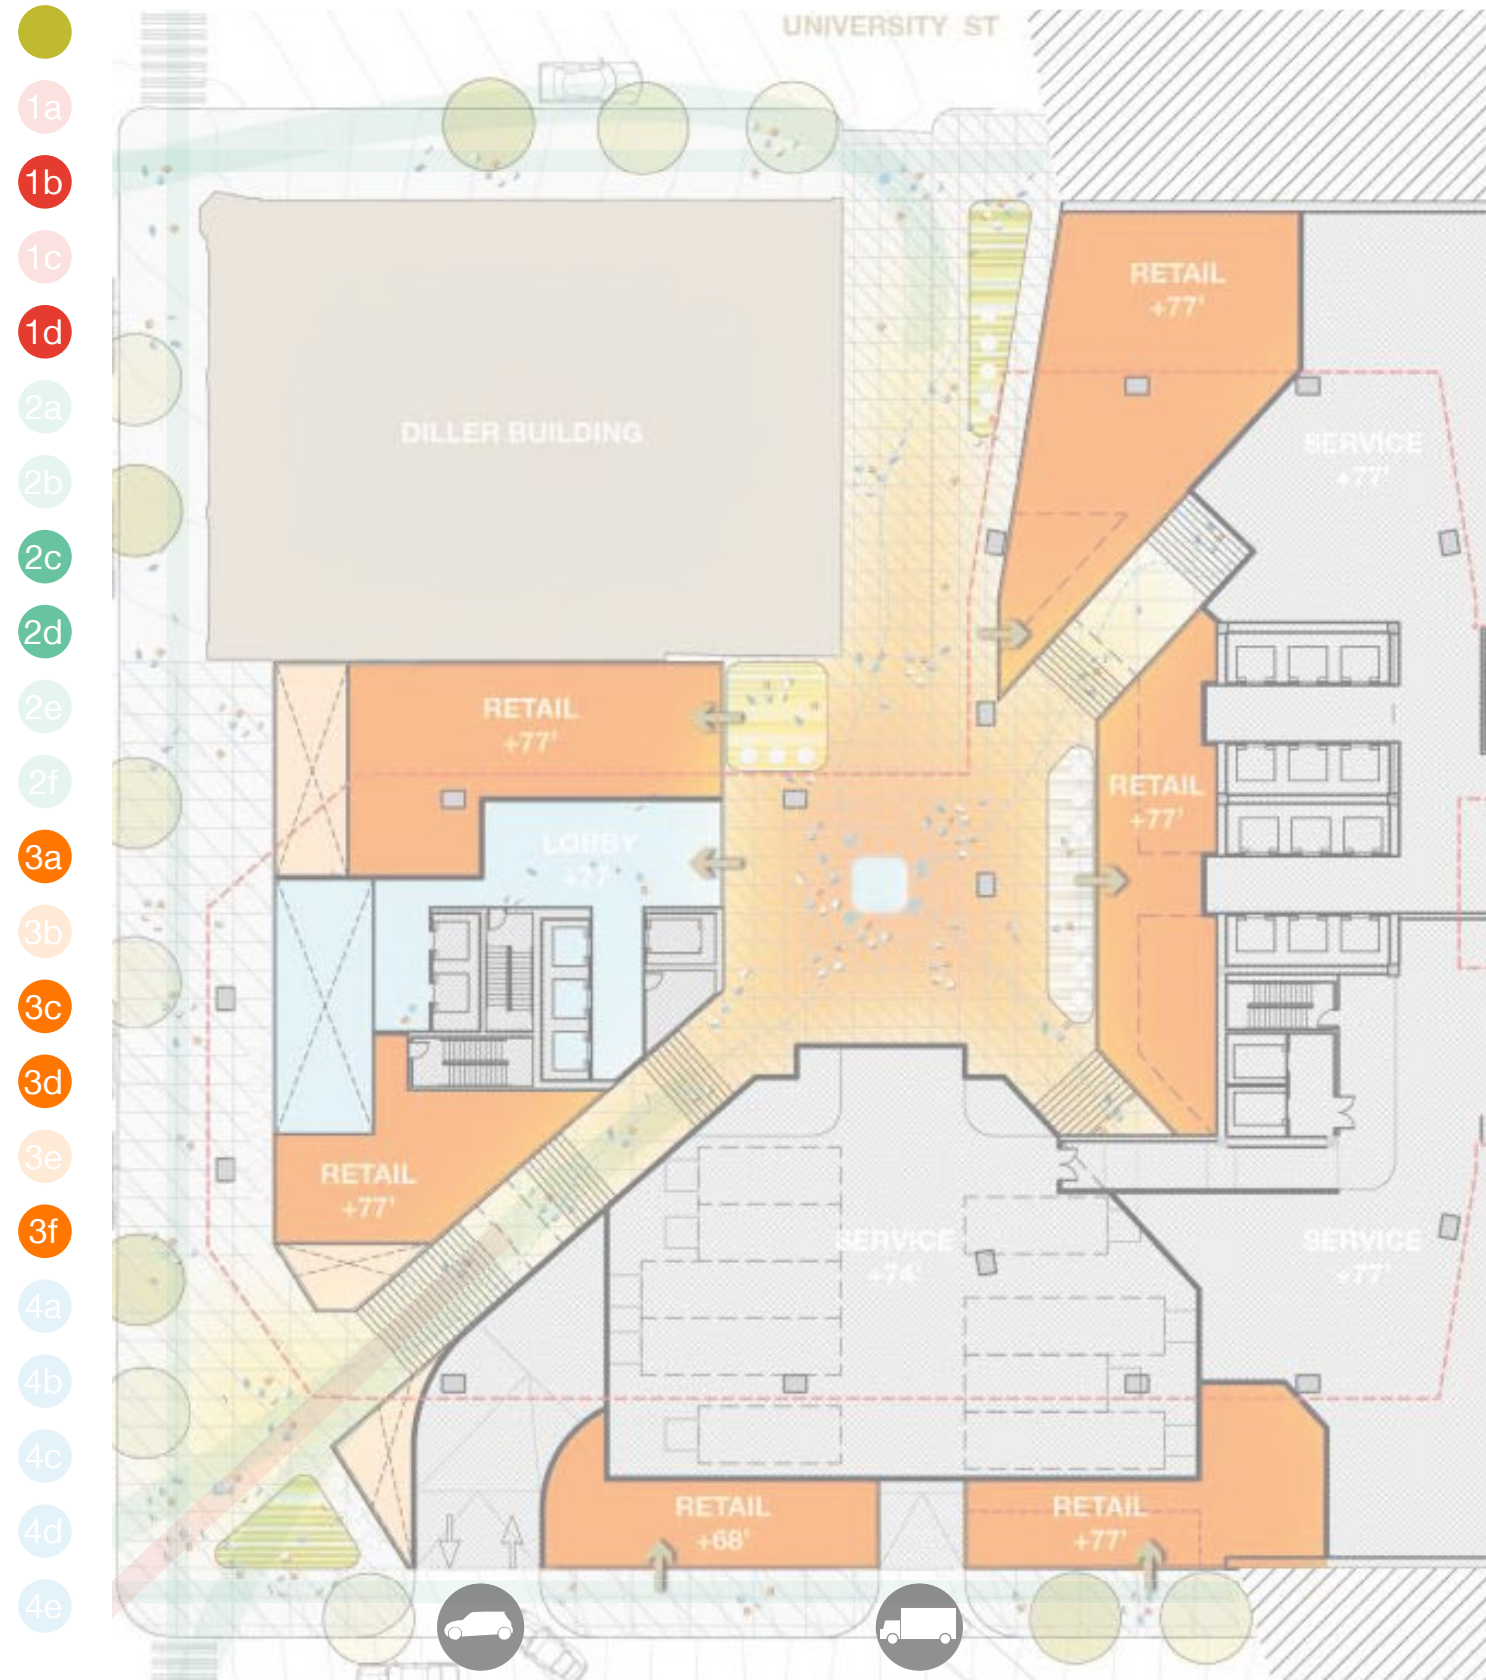 UNIVERSITY ST
1a
1b
1c
1d
2a
2b
2c
2d
2e
2f
3a
3b
3c
3d
3e
3f
4a
4b
4c
4d
4e
RETAIL
+77'
DILLER BUILDING
SERVICE
+77'
RETAIL
+77'
RETAIL
+77'
LOBBY
+77'
RETAIL
+77'
SERVICE
+74'
SERVICE
+77'
RETAIL
+68'
RETAIL
+77'